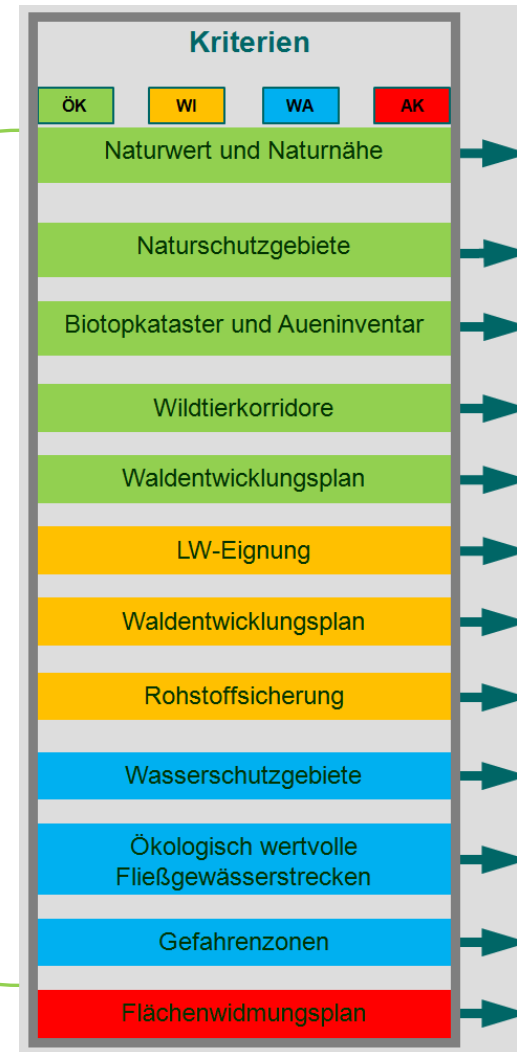 Kriterien
ÖK WI WA AK
Naturwert und Naturnähe
Naturschutzgebiete
Biotopkataster und Aueninventar
Wildtierkorridore
Waldentwicklungsplan
LW-Eignung
Waldentwicklungsplan
Rohstoffsicherung
Wasserschutzgebiete
Ökologisch wertvolle
Fließgewässerstrecken
Gefahrenzonen
Flächenwidmungsplan